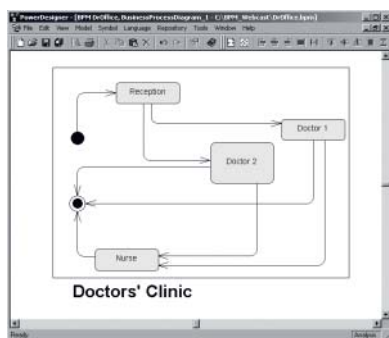 PowerDesigner - [BPM DrOffice, BusinessProcessDiagram_1 - C:\BPM_Webcast\DrOffice.bpm]
File Edit View Model Symbol Language Repository Tools Window Help
Reception
Doctor 1
Doctor 2
Nurse
Doctors' Clinic
Ready
Analysis